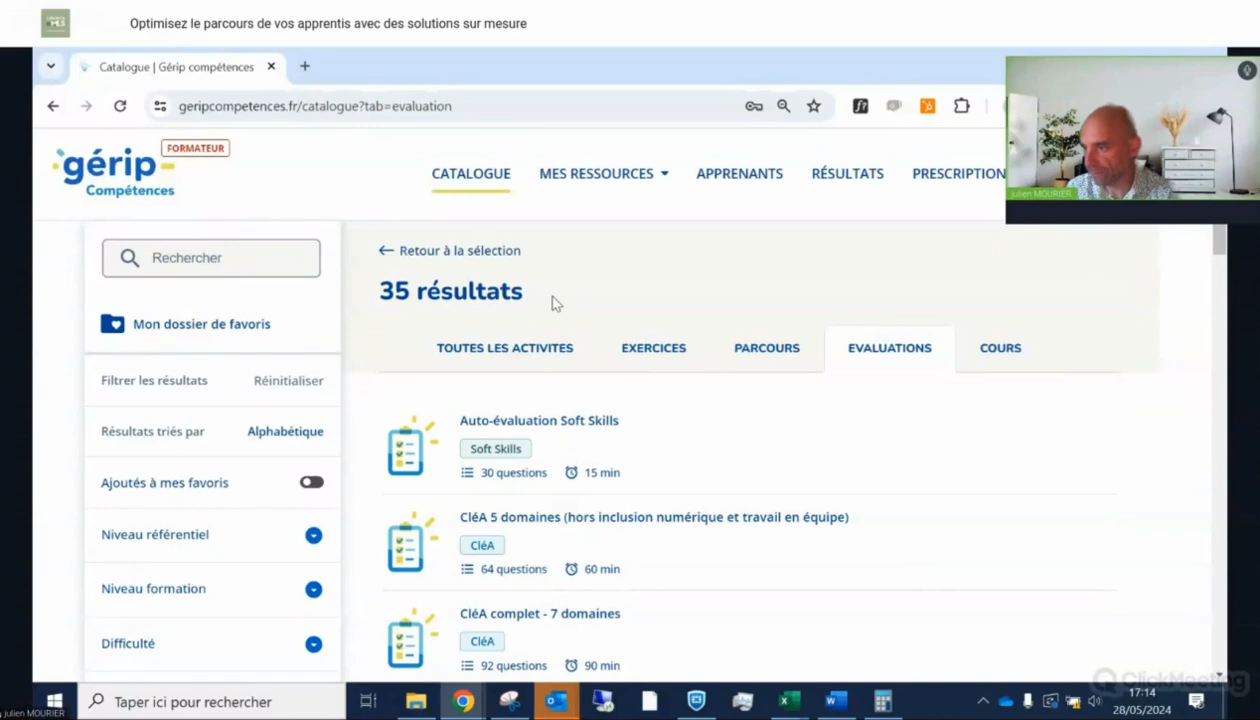 Optimisez le parcours de vos apprentis avec des solutions sur mesure
Catalogue | Gérip compétences
geripcompetences.fr/catalogue?tab=evaluation
gérip
Compétences
FORMATEUR
CATALOGUE
MES RESSOURCES
APPRENANTS
RÉSULTATS
PRESCRIPTION
julien MOURIER
Rechercher
Mon dossier de favoris
Filtrer les résultats Réinitialiser
Résultats triés par Alphabétique
Ajoutés à mes favoris
Niveau référentiel
Niveau formation
Difficulté
← Retour à la sélection
35 résultats
TOUTES LES ACTIVITES
EXERCICES
PARCOURS
EVALUATIONS
COURS
Auto-évaluation Soft Skills
Soft Skills
30 questions 15 min
CléA 5 domaines (hors inclusion numérique et travail en équipe)
CléA
64 questions 60 min
CléA complet - 7 domaines
CléA
92 questions 90 min
ClickMeeting
Taper ici pour rechercher
17:14
28/05/2024
julien MOURIER